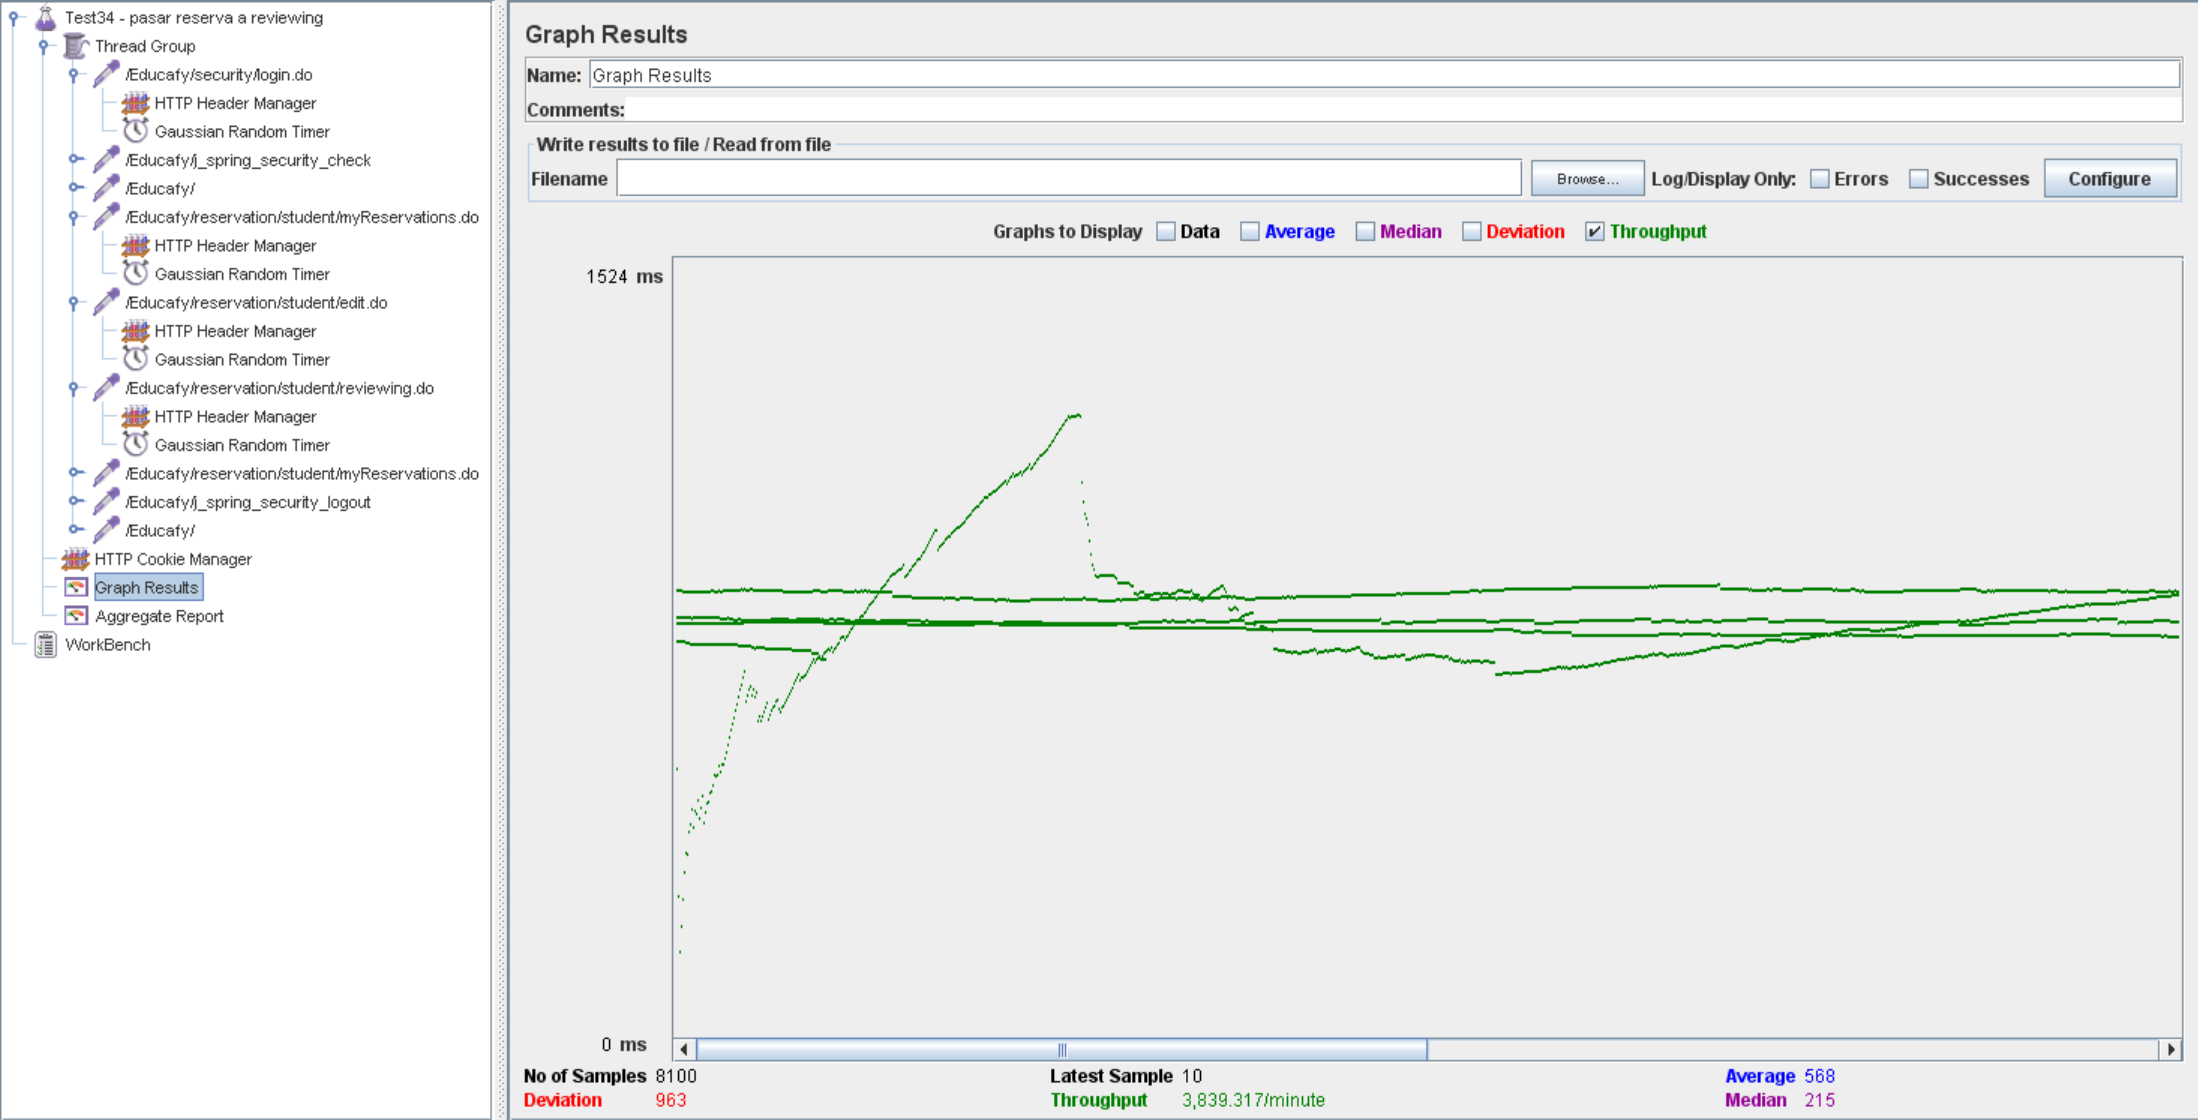 Test34 - pasar reserva a reviewing
Thread Group
/Educafy/security/login.do
HTTP Header Manager
Gaussian Random Timer
/Educafy/j_spring_security_check
/Educafy/
/Educafy/reservation/student/myReservations.do
HTTP Header Manager
Gaussian Random Timer
/Educafy/reservation/student/edit.do
HTTP Header Manager
Gaussian Random Timer
/Educafy/reservation/student/reviewing.do
HTTP Header Manager
Gaussian Random Timer
/Educafy/reservation/student/myReservations.do
/Educafy/j_spring_security_logout
/Educafy/
HTTP Cookie Manager
Graph Results
Aggregate Report
WorkBench
Graph Results
Name: Graph Results
Comments:
Write results to file / Read from file
Filename Browse... Log/Display Only: Errors Successes Configure
Graphs to Display Data Average Median Deviation Throughput
1524 ms
0 ms
No of Samples 8100 Latest Sample 10 Average 568
Deviation 963 Throughput 3,839.317/minute Median 215